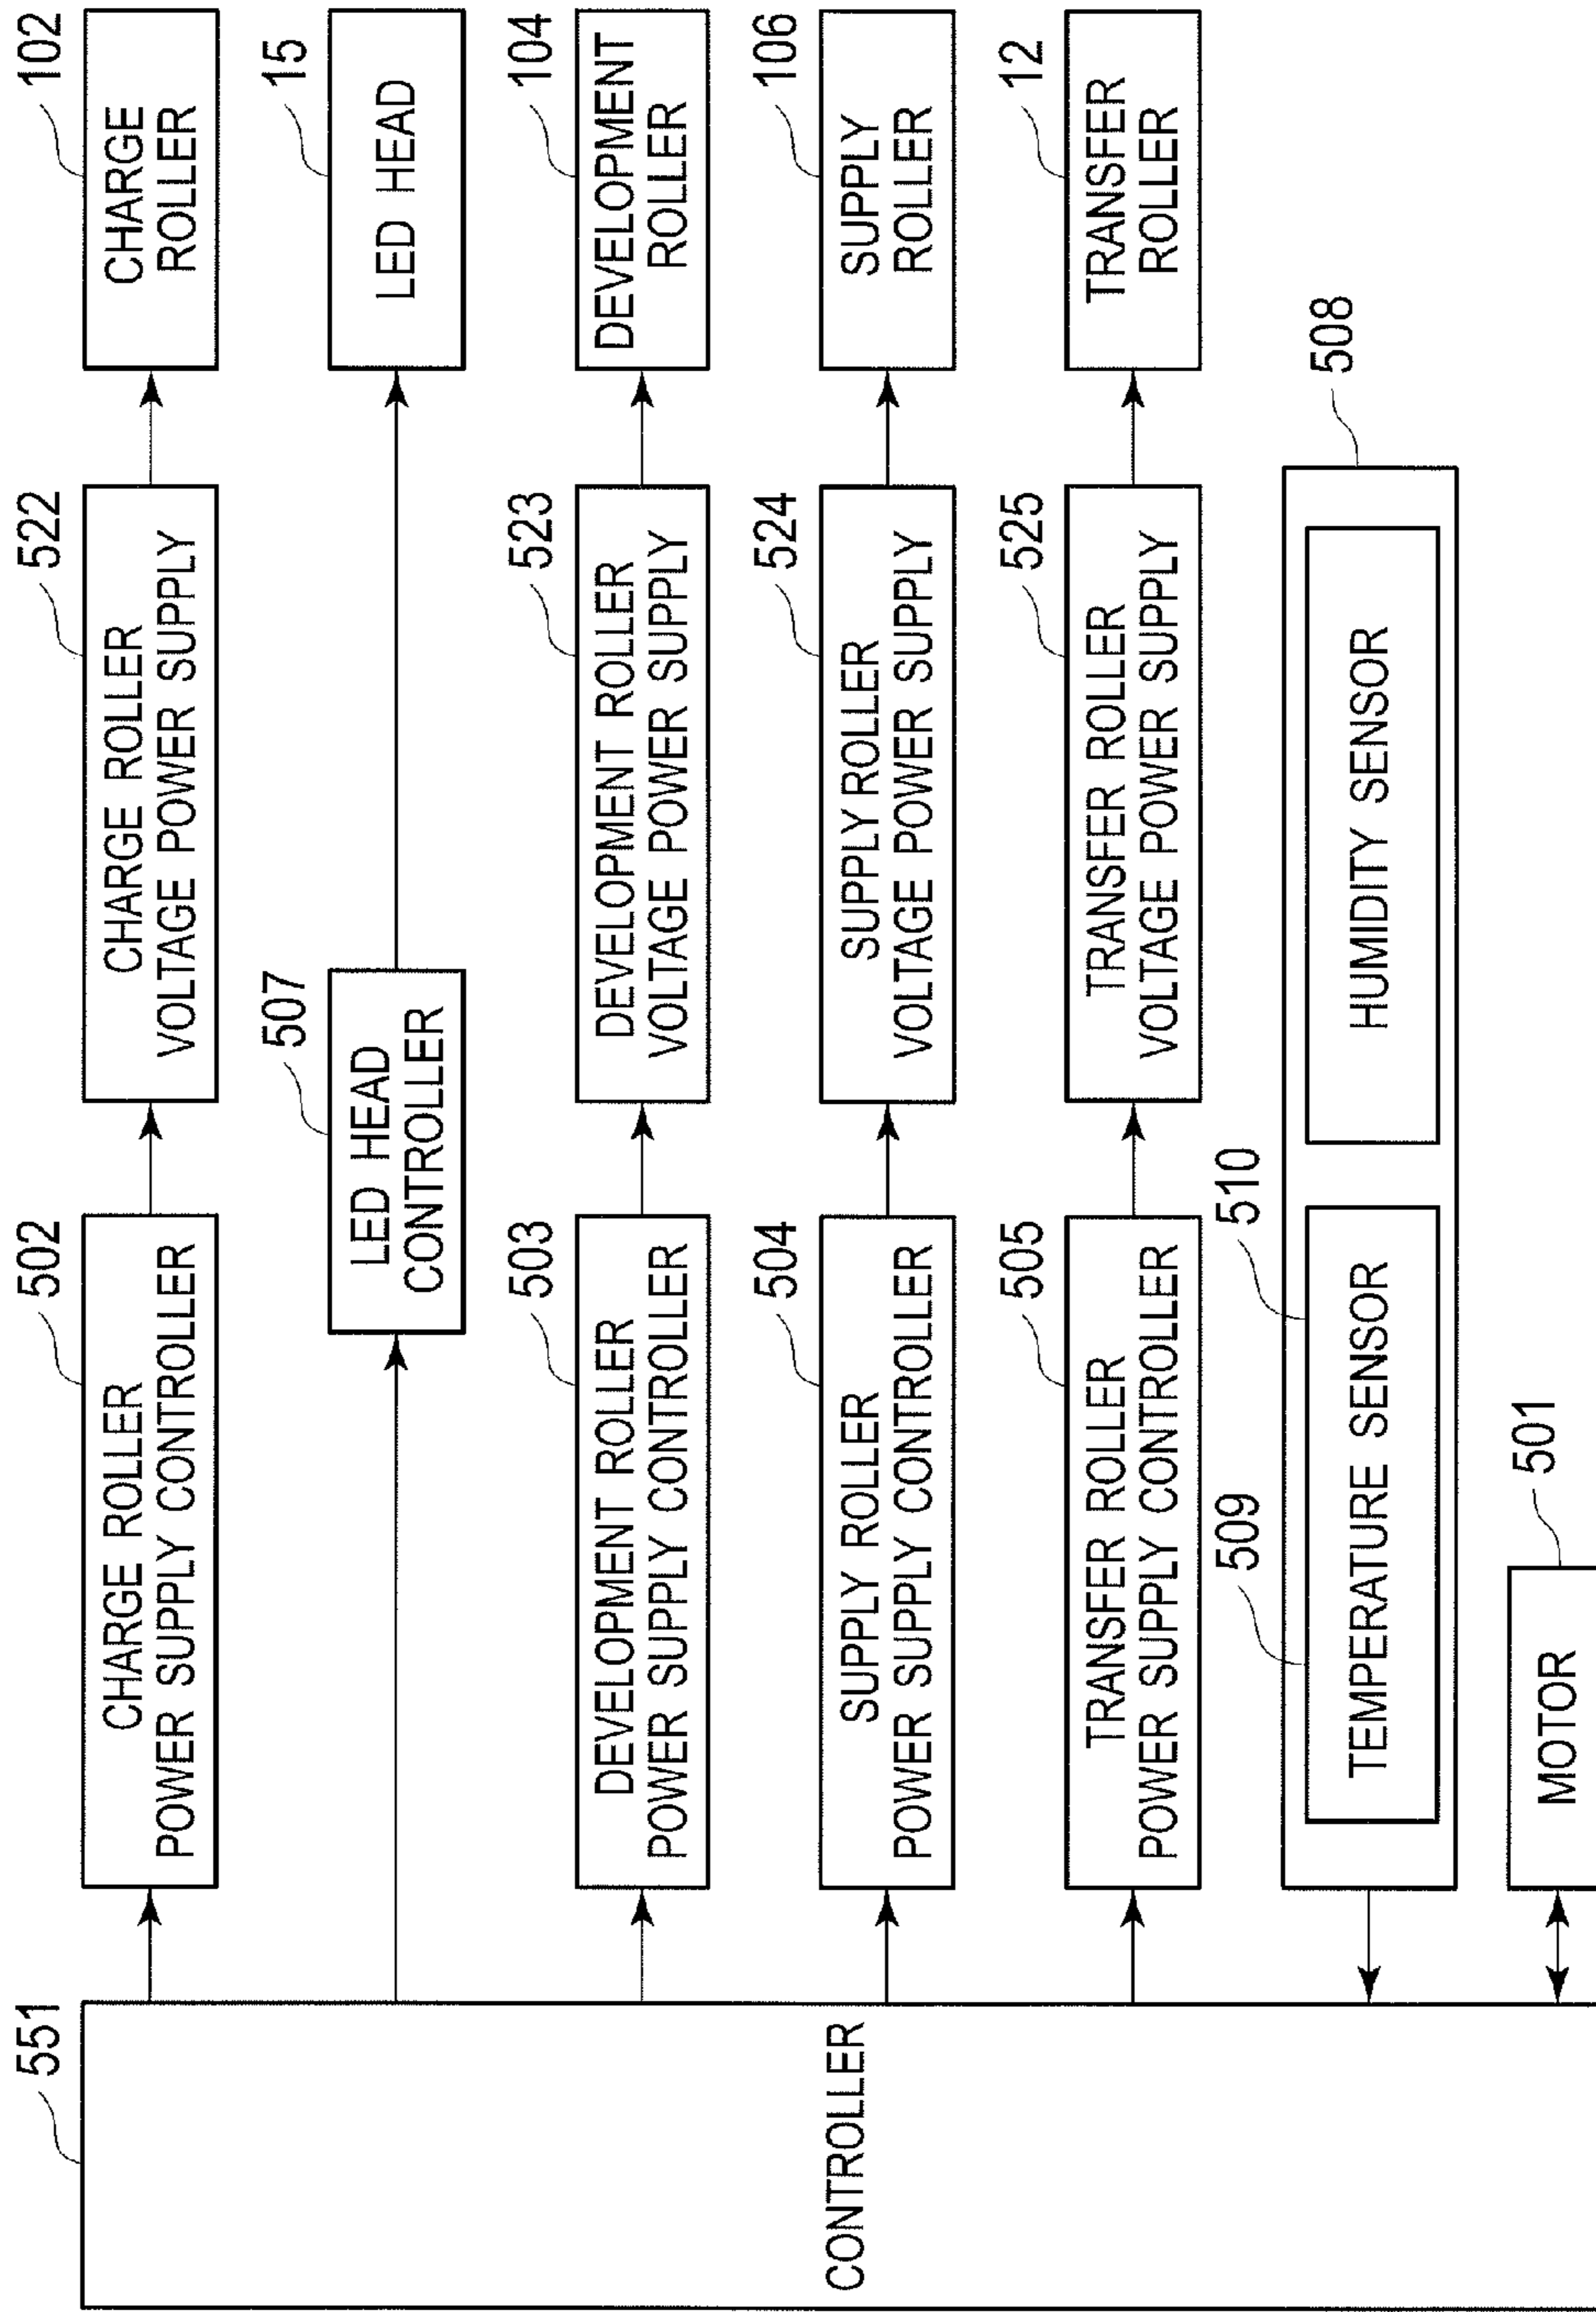 551
CONTROLLER
502
CHARGE ROLLER
POWER SUPPLY CONTROLLER
522
CHARGE ROLLER
VOLTAGE POWER SUPPLY
102
CHARGE
ROLLER
507
LED HEAD
CONTROLLER
15
LED HEAD
503
DEVELOPMENT ROLLER
POWER SUPPLY CONTROLLER
523
DEVELOPMENT ROLLER
VOLTAGE POWER SUPPLY
104
DEVELOPMENT
ROLLER
504
SUPPLY ROLLER
POWER SUPPLY CONTROLLER
524
SUPPLY ROLLER
VOLTAGE POWER SUPPLY
106
SUPPLY
ROLLER
505
TRANSFER ROLLER
POWER SUPPLY CONTROLLER
525
TRANSFER ROLLER
VOLTAGE POWER SUPPLY
12
TRANSFER
ROLLER
509
TEMPERATURE SENSOR
510
HUMIDITY SENSOR
508
501
MOTOR